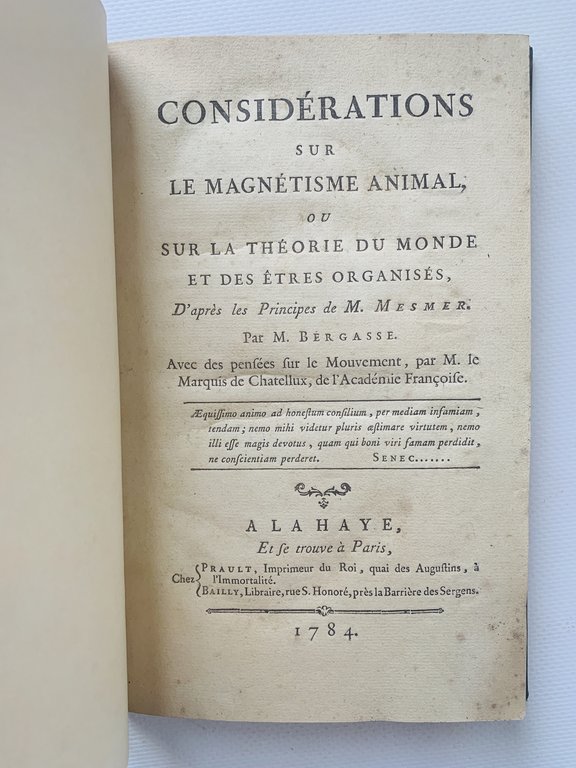 CONSIDÉRATIONS
SUR
LE MAGNÉTISME ANIMAL,
OU
SUR LA THÉORIE DU MONDE
ET DES ÊTRES ORGANISÉS,
D'après les Principes de M. MESMER.
Par M. BERGASSE.
Avec des pensées ſur le Mouvement, par M. le
Marquis de Chatellux, de l'Académie Françoiſe.
Æquiſſimo animo ad honeſtum conſilium, per mediam infamiam,
tendam; nemo mihi videtur pluris æſtimare virtutem, nemo
illi eſſe magis devotus, quam qui boni viri famam perdidit,
ne conſcientiam perderet. SENEC.......
A LA HAYE,
Et ſe trouve à Paris,
Chez { PRAULT, Imprimeur du Roi, quai des Auguſtins, à
l'Immortalité.
BAILLY, Libraire, rue S. Honoré, près la Barrière des Sergens.
1784.